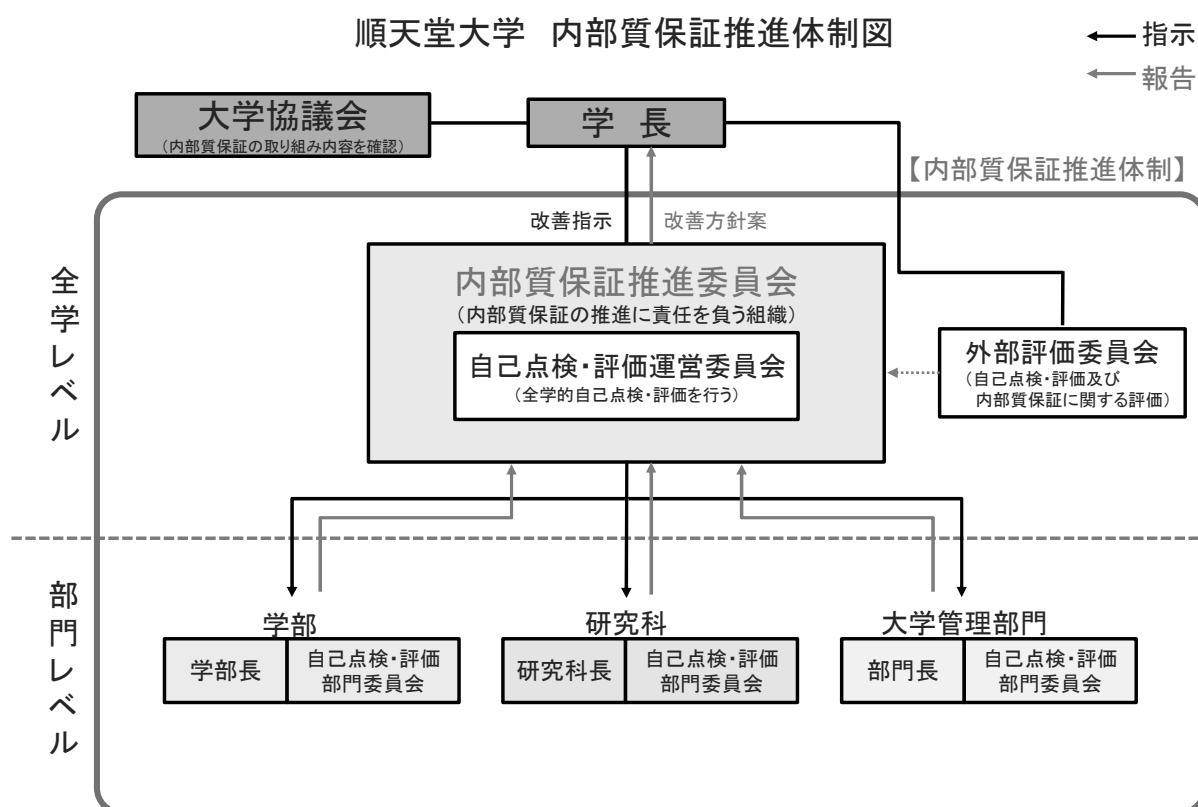 順天堂大学 内部質保証推進体制図
指示
報告
大学協議会
(内部質保証の取り組み内容を確認)
学 長
【内部質保証推進体制】
改善指示
改善方針案
全学レベル
内部質保証推進委員会
(内部質保証の推進に責任を負う組織)
自己点検・評価運営委員会
(全学的自己点検・評価を行う)
外部評価委員会
(自己点検・評価及び
内部質保証に関する評価)
部門レベル
学部
学部長
自己点検・評価
部門委員会
研究科
研究科長
自己点検・評価
部門委員会
大学管理部門
部門長
自己点検・評価
部門委員会